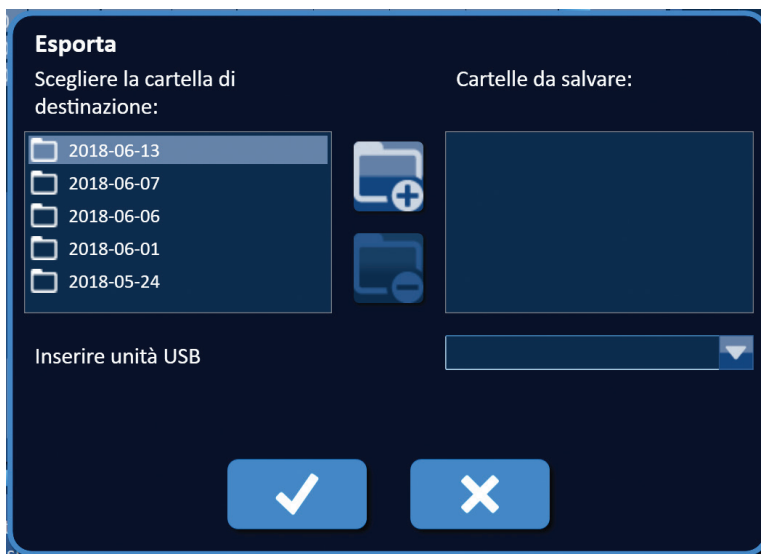 Esporta
Scegliere la cartella di
destinazione:
Cartelle da salvare:
2018-06-13
2018-06-07
2018-06-06
2018-06-01
2018-05-24
Inserire unità USB